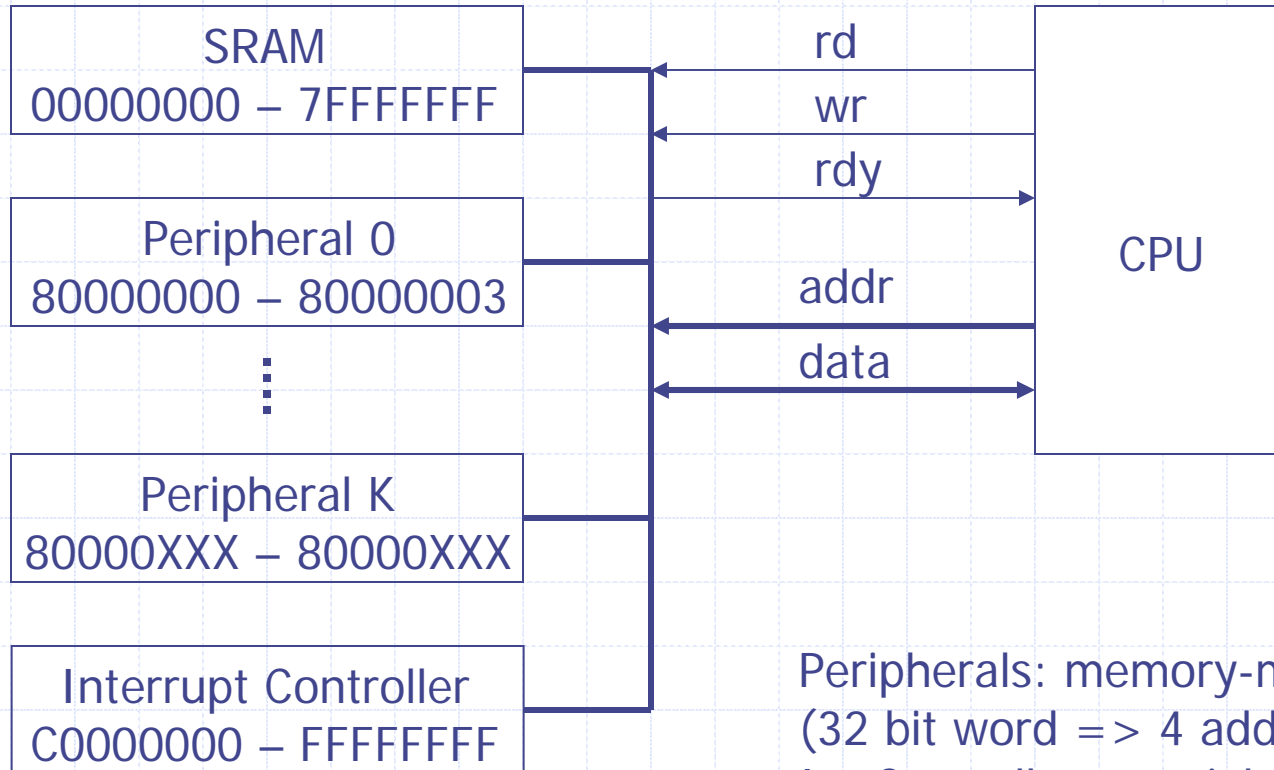 SRAM
00000000 – 7FFFFFFF
Peripheral 0
80000000 – 80000003
Peripheral K
80000XXX – 80000XXX
Interrupt Controller
C0000000 – FFFFFFFF
rd
wr
rdy
addr
data
CPU
Peripherals: memory-
(32 bit word => 4